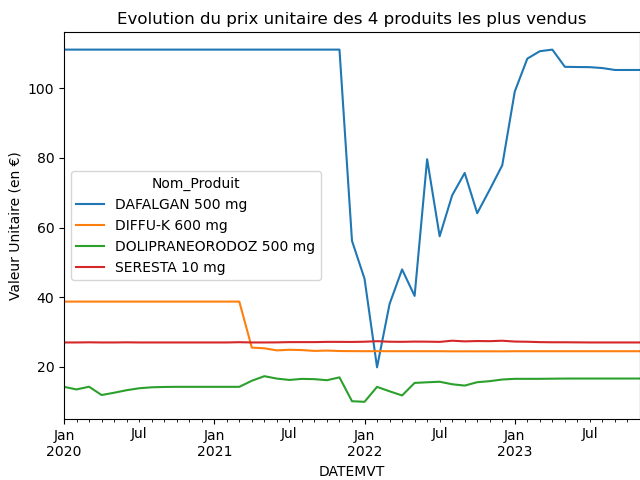 Evolution du prix unitaire des 4 produits les plus vendus
Valeur Unitaire (en €)
100
80
60
40
20
Nom_Produit
DAFALGAN 500 mg
DIFFU-K 600 mg
DOLIPRANEORODOZ 500 mg
SERESTA 10 mg
Jan Jul Jan Jul Jan Jul Jan Jul
2020 2021 2022 2023
DATEMVT